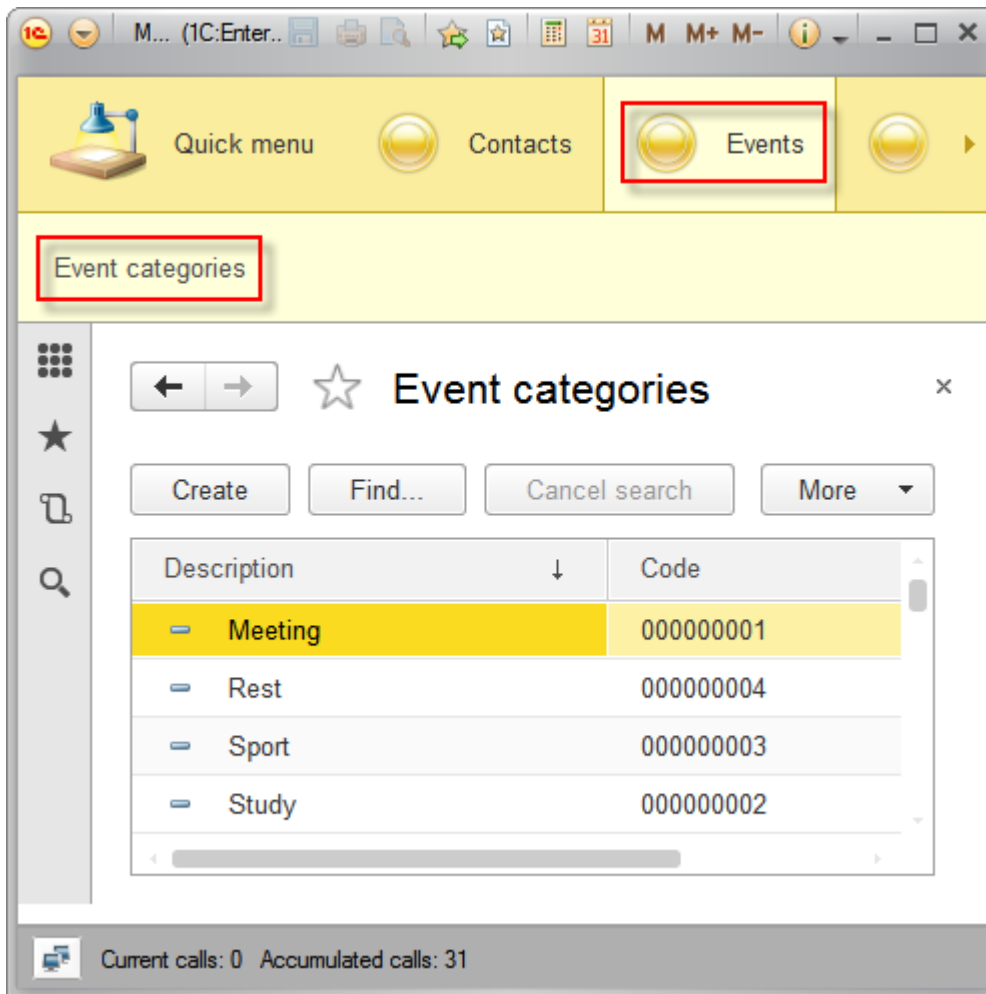 M... (1C:Enter.. 31 M M+ M-
Quick menu Contacts Events
Event categories
Event categories
Create Find... Cancel search More
Description Code
Meeting 000000001
Rest 000000004
Sport 000000003
Study 000000002
Current calls: 0 Accumulated calls: 31